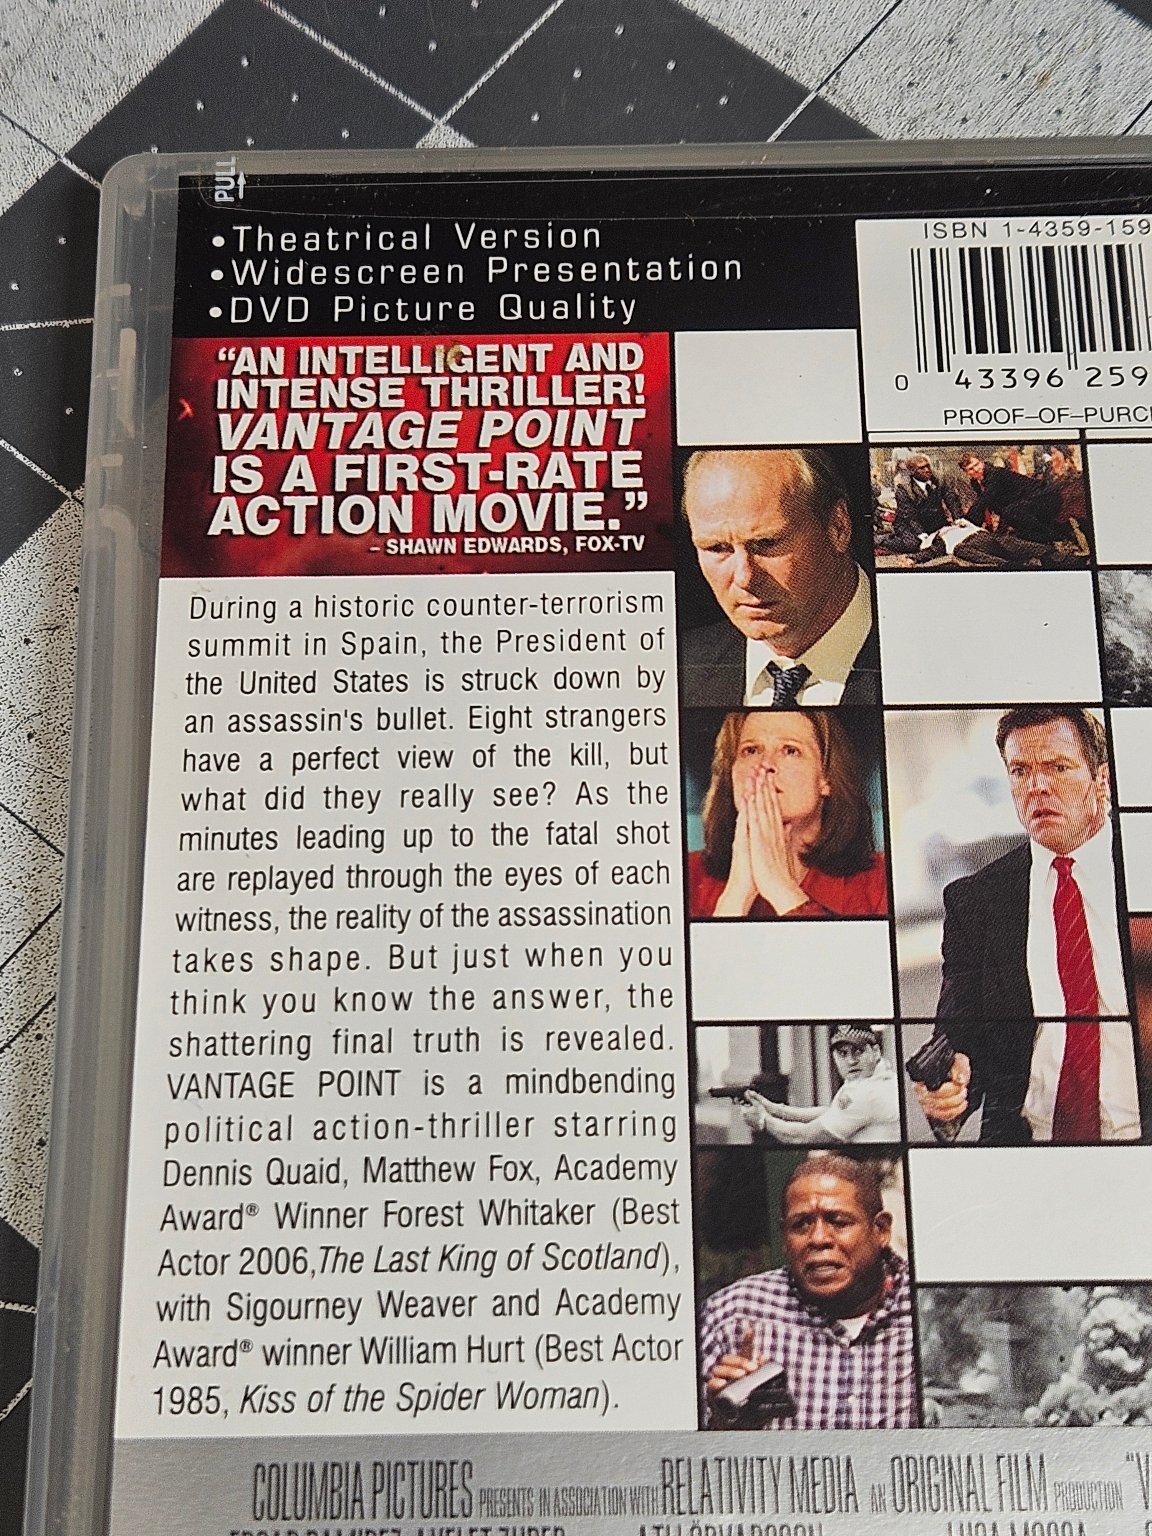 PULL
•Theatrical Version
•Widescreen Presentation
•DVD Picture Quality
ISBN 1-4359-159
0 43396 259
PROOF-OF-PURC
“AN INTELLIGENT AND
INTENSE THRILLER!
VANTAGE POINT
IS A FIRST-RATE
ACTION MOVIE.”
– SHAWN EDWARDS, FOX-TV
During a historic counter-terrorism
summit in Spain, the President of
the United States is struck down by
an assassin's bullet. Eight strangers
have a perfect view of the kill, but
what did they really see? As the
minutes leading up to the fatal shot
are replayed through the eyes of each
witness, the reality of the assassination
takes shape. But just when you
think you know the answer, the
shattering final truth is revealed.
VANTAGE POINT is a mindbending
political action-thriller starring
Dennis Quaid, Matthew Fox, Academy
Award® Winner Forest Whitaker (Best
Actor 2006,The Last King of Scotland),
with Sigourney Weaver and Academy
Award® winner William Hurt (Best Actor
1985, Kiss of the Spider Woman).
COLUMBIA PICTURES PRESENTS IN ASSOCIATION WITH RELATIVITY MEDIA AN ORIGINAL FILM PRODUCTION “V